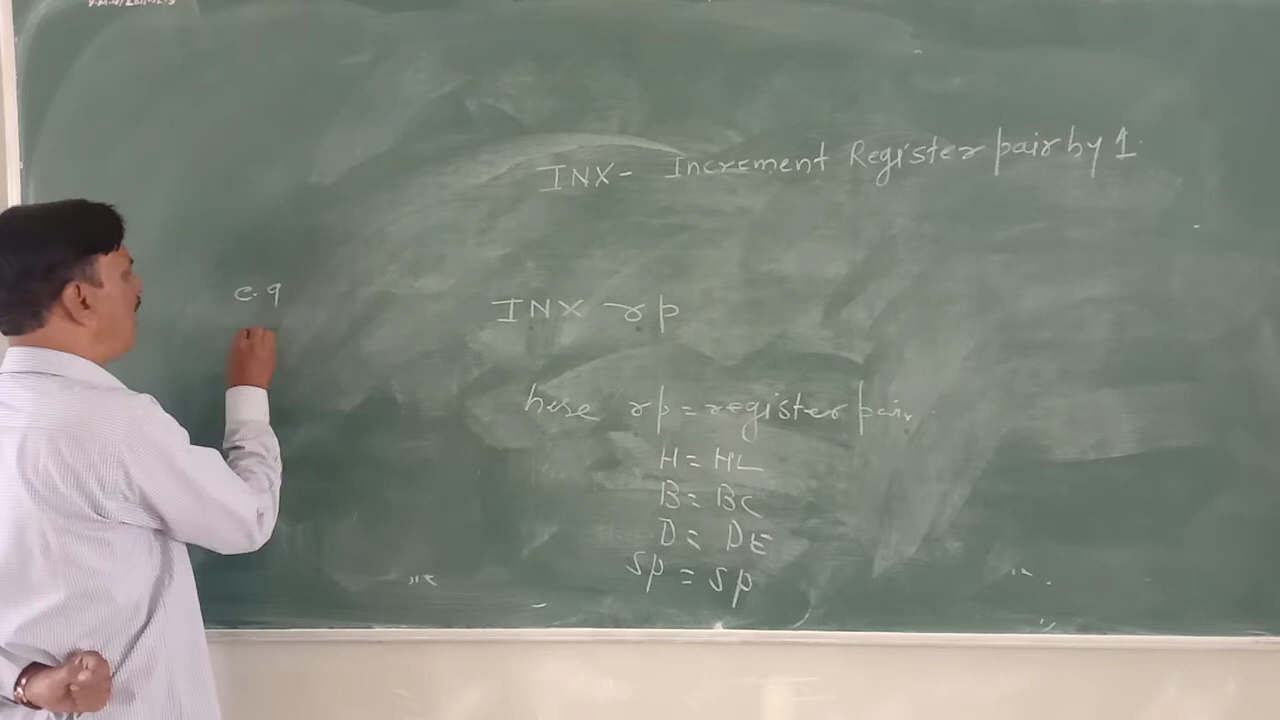 INX- Increment Register pair by 1.
e.g
INX rp
here rp = register pair.
H = HL
B = BC
D = DE
SP = SP